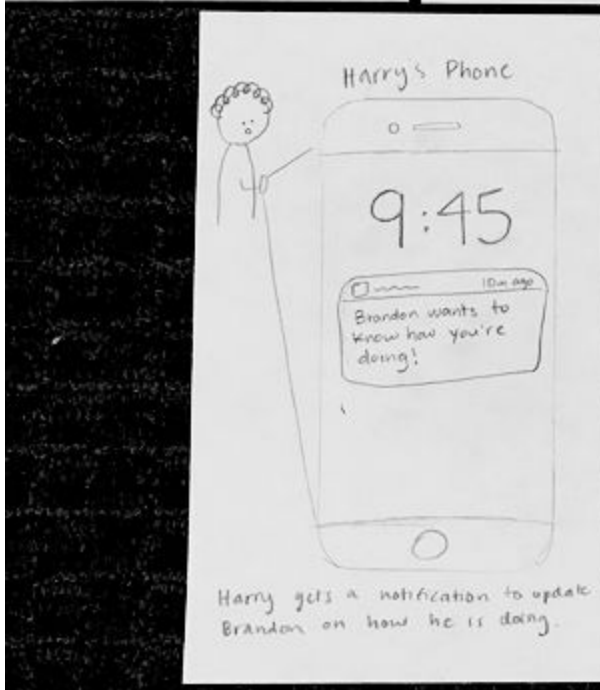 Harry's Phone
9:45
10m ago
Brandon wants to
know how you're
doing!
Harry gets a notification to update
Brandon on how he is doing.